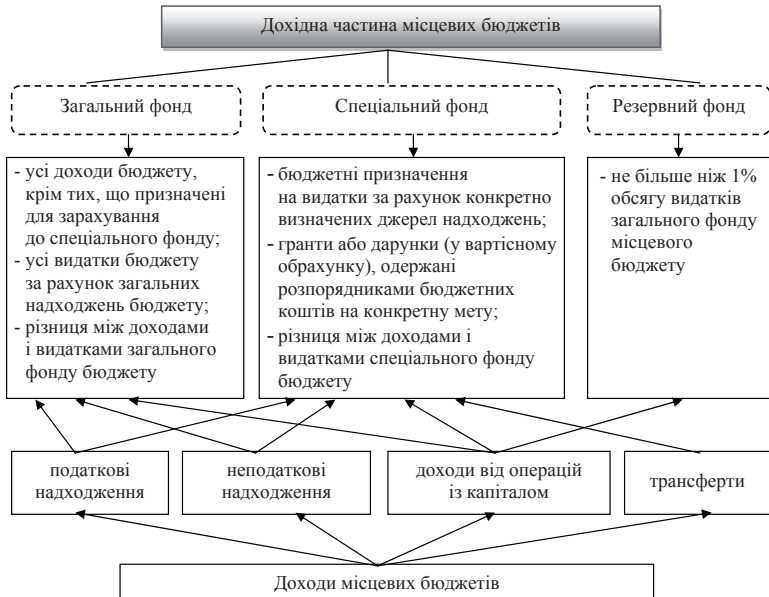 Дохідна частина місцевих бюджетів
Загальний фонд
Спеціальний фонд
Резервний фонд
- усі доходи бюджету,
крім тих, що призначені
для зарахування
до спеціального фонду;
- усі видатки бюджету
за рахунок загальних
надходжень бюджету;
- різниця між доходами
і видатками загального
фонду бюджету
- бюджетні призначення
на видатки за рахунок конкретно
визначених джерел надходжень;
- гранти або дарунки (у вартісному
обрахунку), одержані
розпорядниками бюджетних
коштів на конкретну мету;
- різниця між доходами і
видатками спеціального фонду
бюджету
- не більше ніж 1%
обсягу видатків
загального фонду
місцевого
бюджету
податкові
надходження
неподаткові
надходження
доходи від операцій
із капіталом
трансферти
Доходи місцевих бюджетів